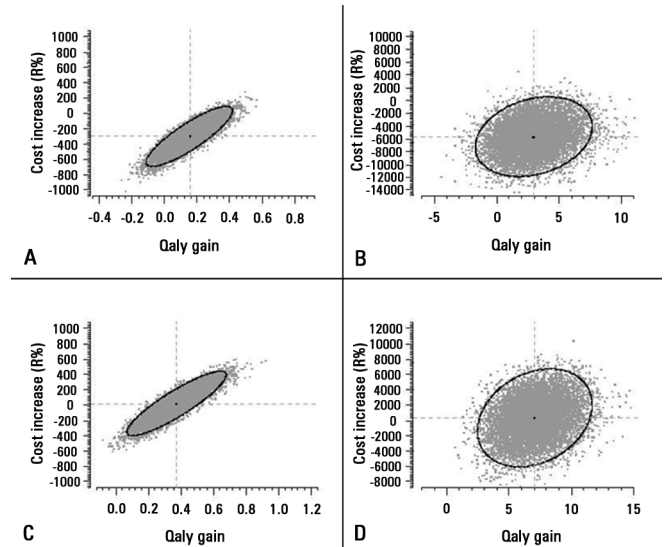 Cost increase (R%)
1000
800
600
400
200
0
-200
-400
-600
-800
-1000
-0.4 -0.2 0.0 0.2 0.4 0.6 0.8
A
Qaly gain
Cost increase (R%)
10000
8000
6000
4000
2000
0
-2000
-4000
-6000
-8000
-10000
-12000
-14000
-5 0 5 10
B
Qaly gain
Cost increase (R%)
1000
800
600
400
200
0
-200
-400
-600
-800
-1000
0.0 0.2 0.4 0.6 0.8 1.0 1.2
C
Qaly gain
Cost increase (R%)
12000
10000
8000
6000
4000
2000
0
-2000
-4000
-6000
-8000
0 5 10 15
D
Qaly gain